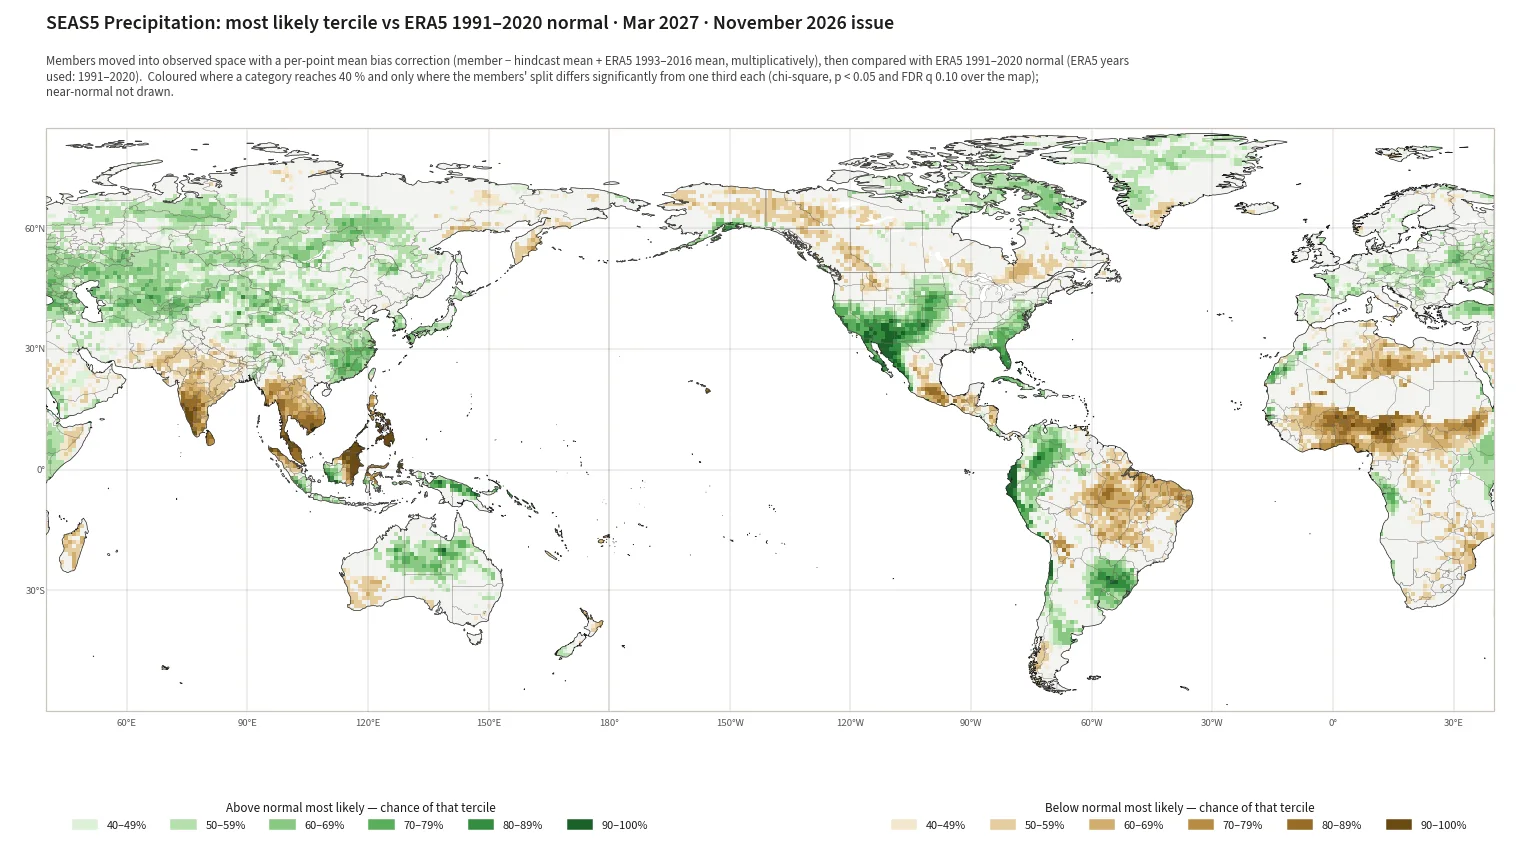 SEAS5 Precipitation: most likely tercile vs ERA5 1991–2020 normal · Mar 2027 · November 2026 issue
Members moved into observed space with a per-point mean bias correction (member − hindcast mean + ERA5 1993–2016 mean, multiplicatively), then compared with ERA5 1991–2020 normal (ERA5 years
used: 1991–2020).  Coloured where a category reaches 40 % and only where the members' split differs significantly from one third each (chi-square, p < 0.05 and FDR q 0.10 over the map);
near-normal not drawn.
60°N
30°N
0°
30°S
60°E 90°E 120°E 150°E 180° 150°W 120°W 90°W 60°W 30°W 0° 30°E
Above normal most likely — chance of that tercile
40–49% 50–59% 60–69% 70–79% 80–89% 90–100%
Below normal most likely — chance of that tercile
40–49% 50–59% 60–69% 70–79% 80–89% 90–100%